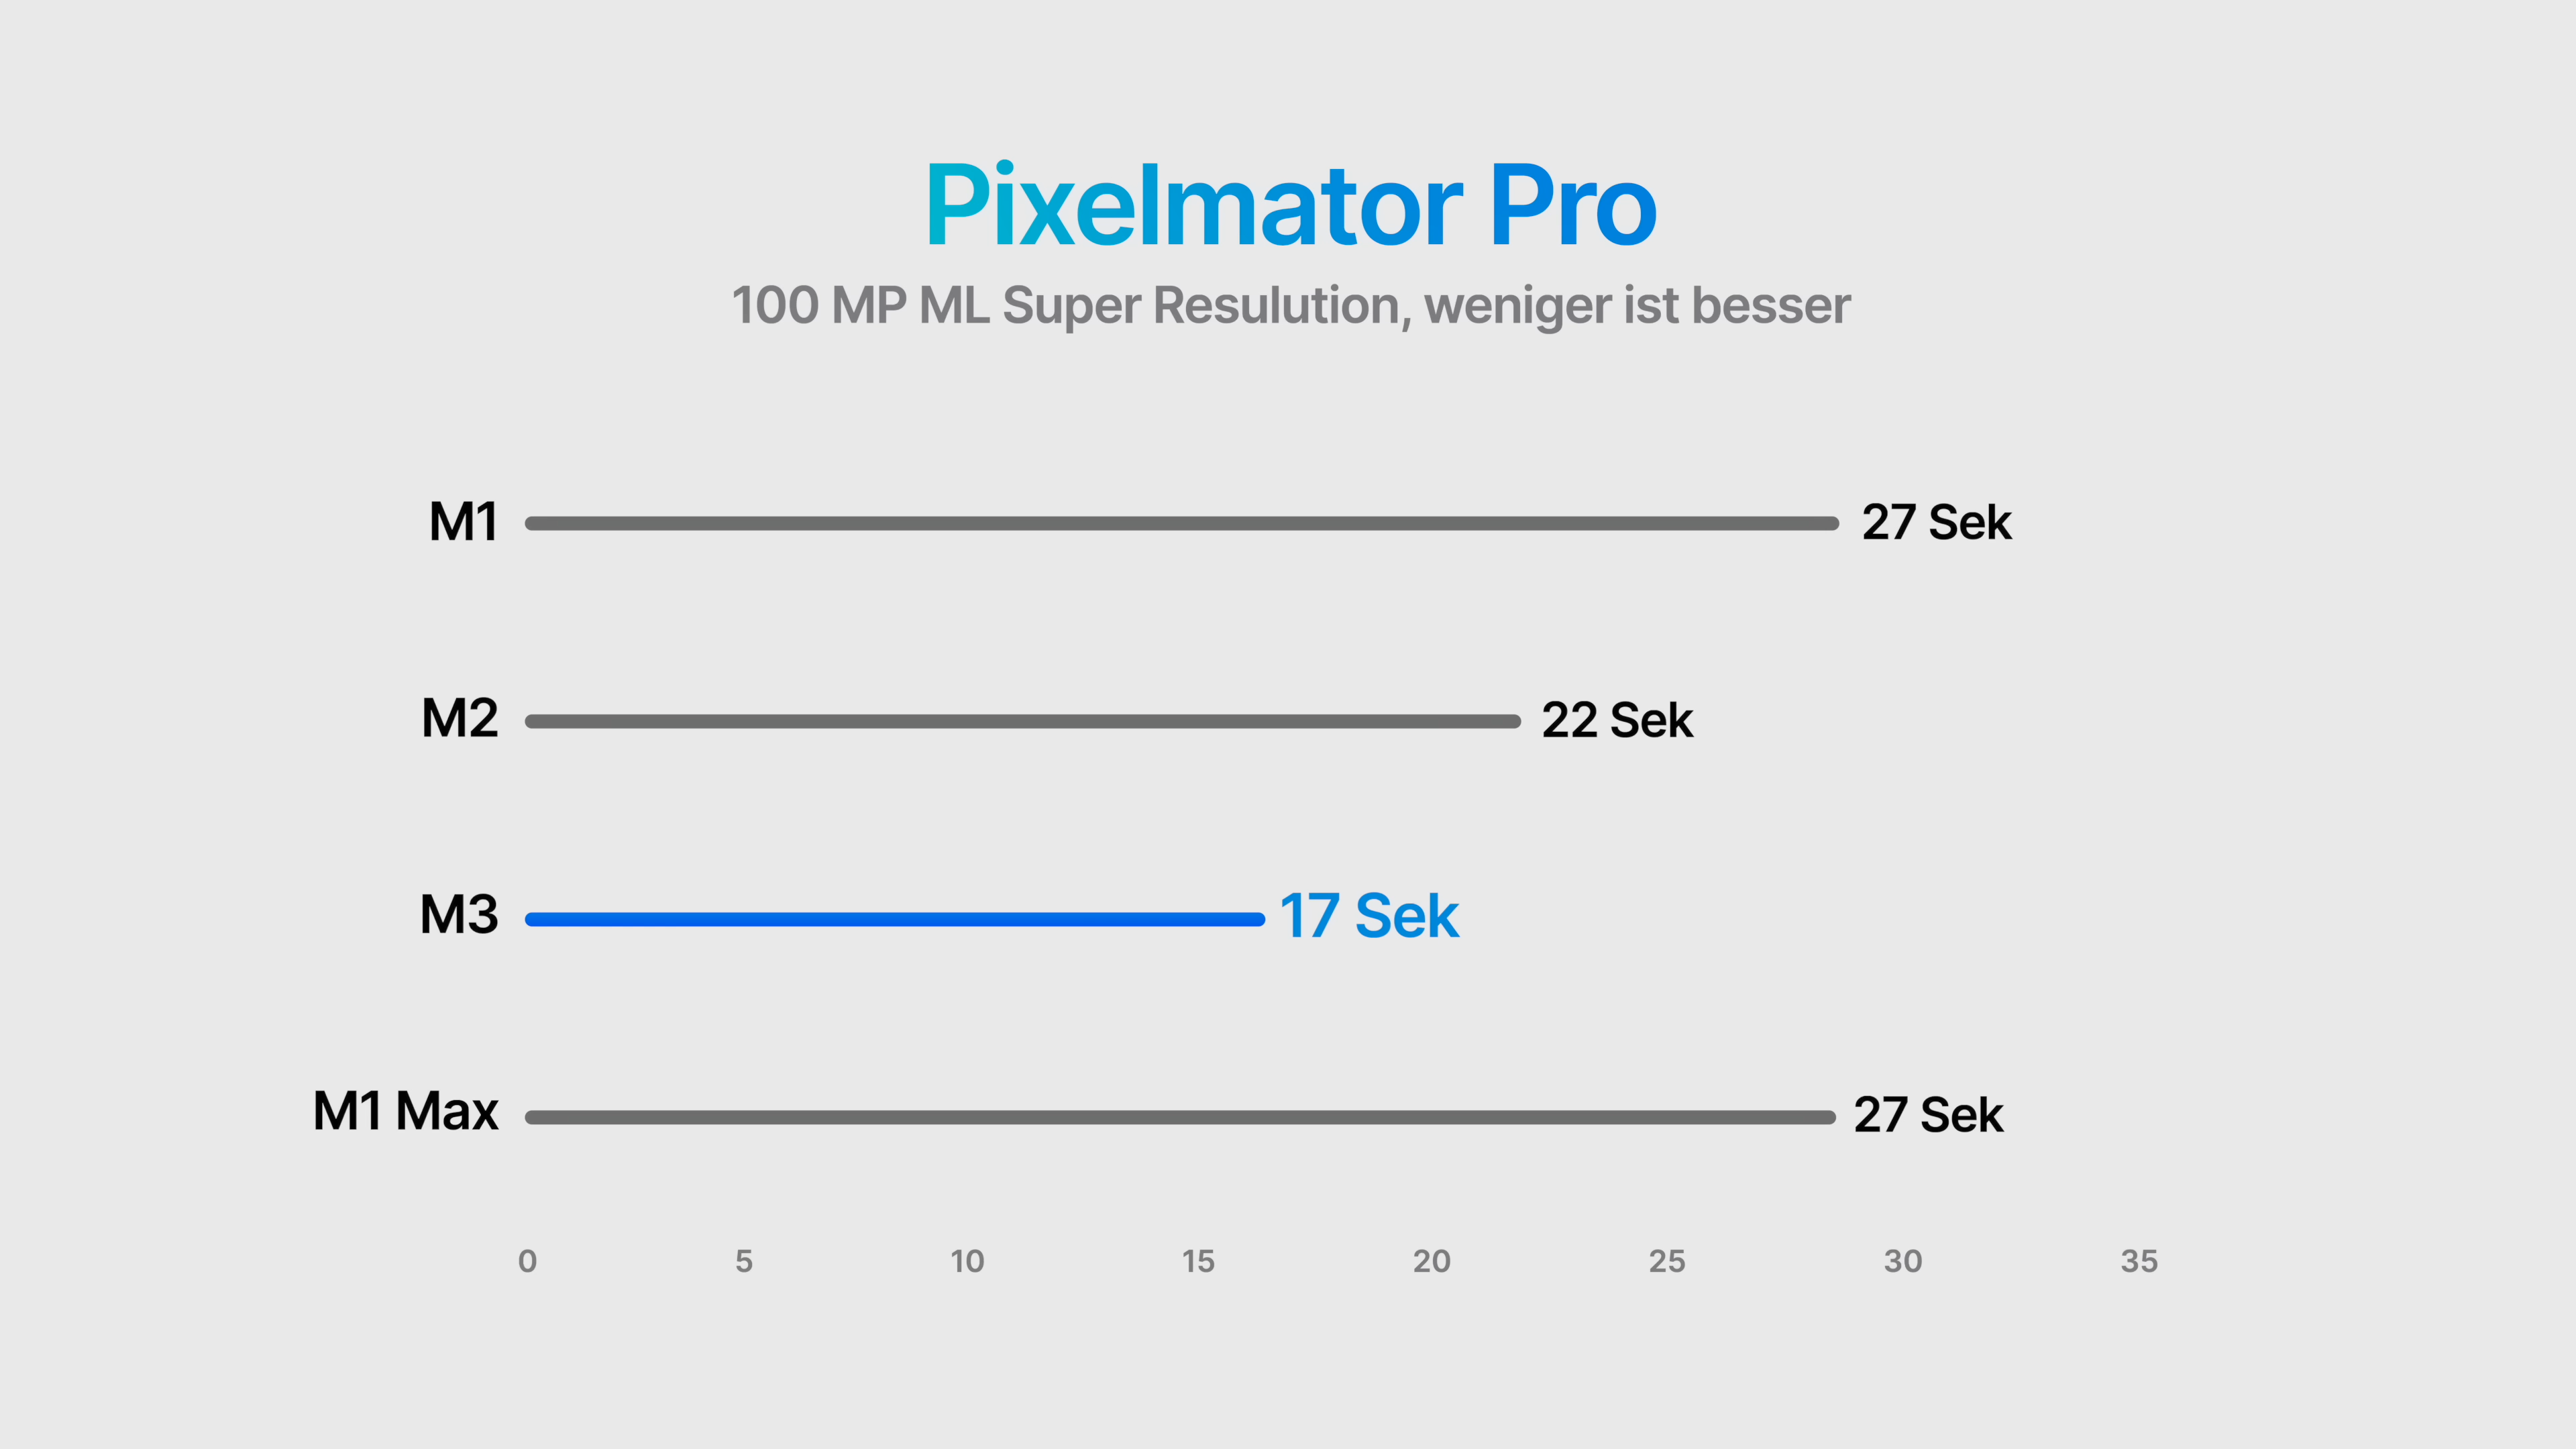 Pixelmator Pro
100 MP ML Super Resulution, weniger ist besser
M1 27 Sek
M2 22 Sek
M3 17 Sek
M1 Max 27 Sek
0 5 10 15 20 25 30 35